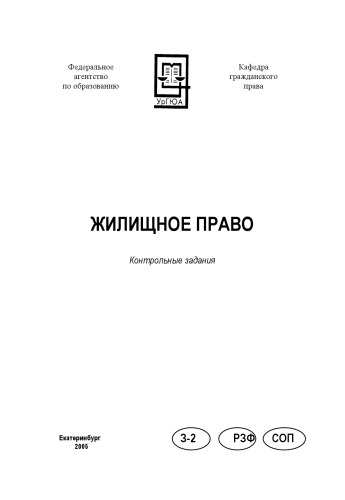 Федеральное
агентство
по образованию
УрГЮА
Кафедра
гражданского
права
ЖИЛИЩНОЕ ПРАВО
Контрольные задания
Екатеринбург
2005
З-2
РЗФ
СОП